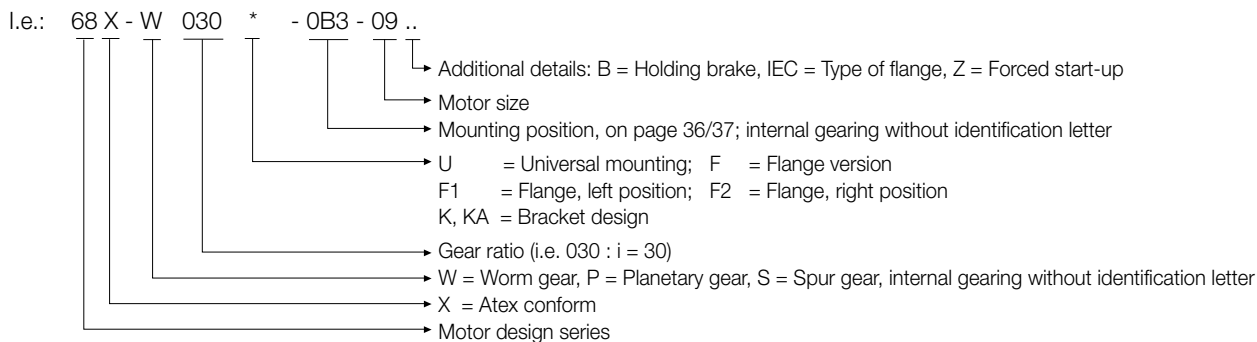 I.e.: 68 X - W 030 * - 0B3 - 09 ..
Additional details: B = Holding brake, IEC = Type of flange, Z = Forced start-up
Motor size
Mounting position, on page 36/37; internal gearing without identification letter
U = Universal mounting; F = Flange version
F1 = Flange, left position; F2 = Flange, right position
K, KA = Bracket design
Gear ratio (i.e. 030 : i = 30)
W = Worm gear, P = Planetary gear, S = Spur gear, internal gearing without identification letter
X = Atex conform
Motor design series